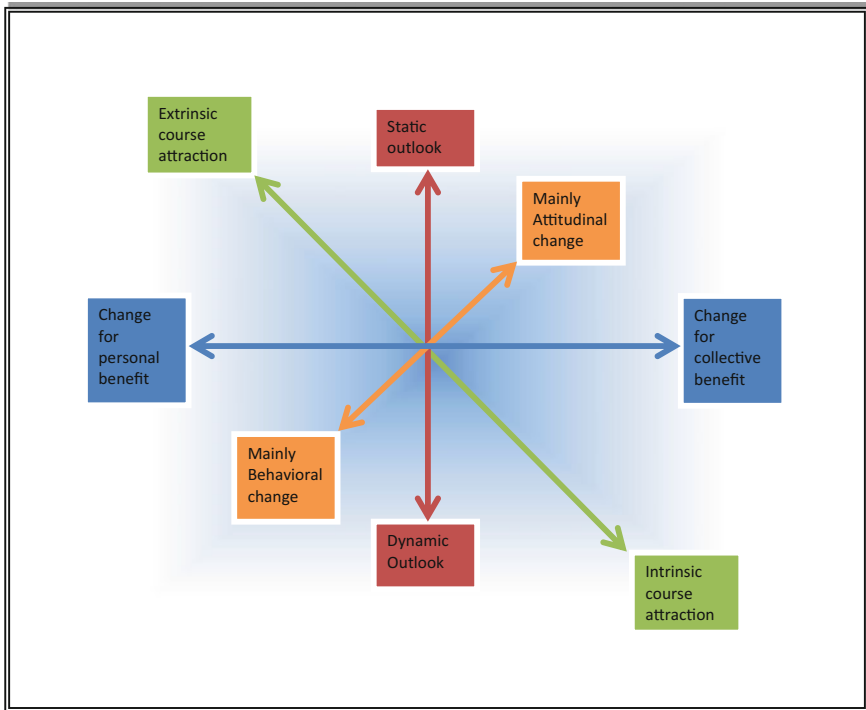 Extrinsic
course
attraction
Static
outlook
Mainly
Attitudinal
change
Change
for
personal
benefit
Change
for
collective
benefit
Mainly
Behavioral
change
Dynamic
Outlook
Intrinsic
course
attraction